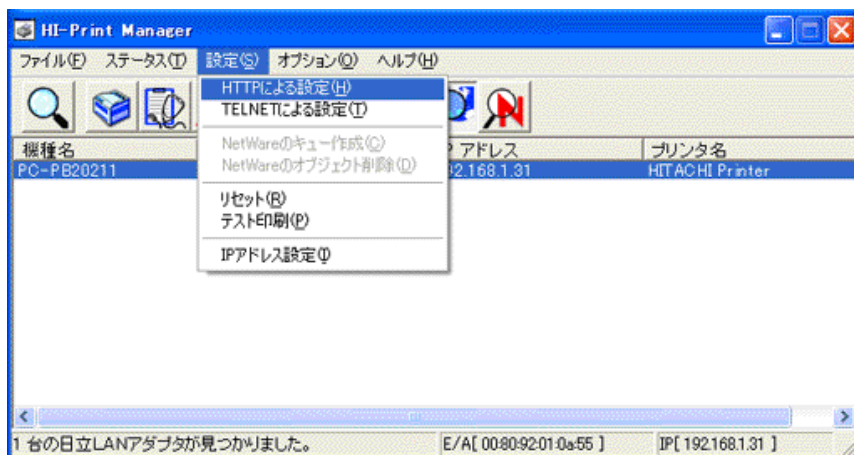 HI-Print Manager
ファイル(F) ステータス(T) 設定(S) オプション(O) ヘルプ(H)
HTTPによる設定(H)
TELNETによる設定(T)
NetWareのキュー作成(C)
NetWareのオブジェクト削除(D)
リセット(R)
テスト印刷(P)
IPアドレス設定(I)
機種名 P アドレス プリンタ名
PC-PB20211 92.168.1.31 HITACHI Printer
1 台の日立LANアダプタが見つかりました。 E/A[ 00:80:92:01:0a:55 ] IP[ 192.168.1.31 ]